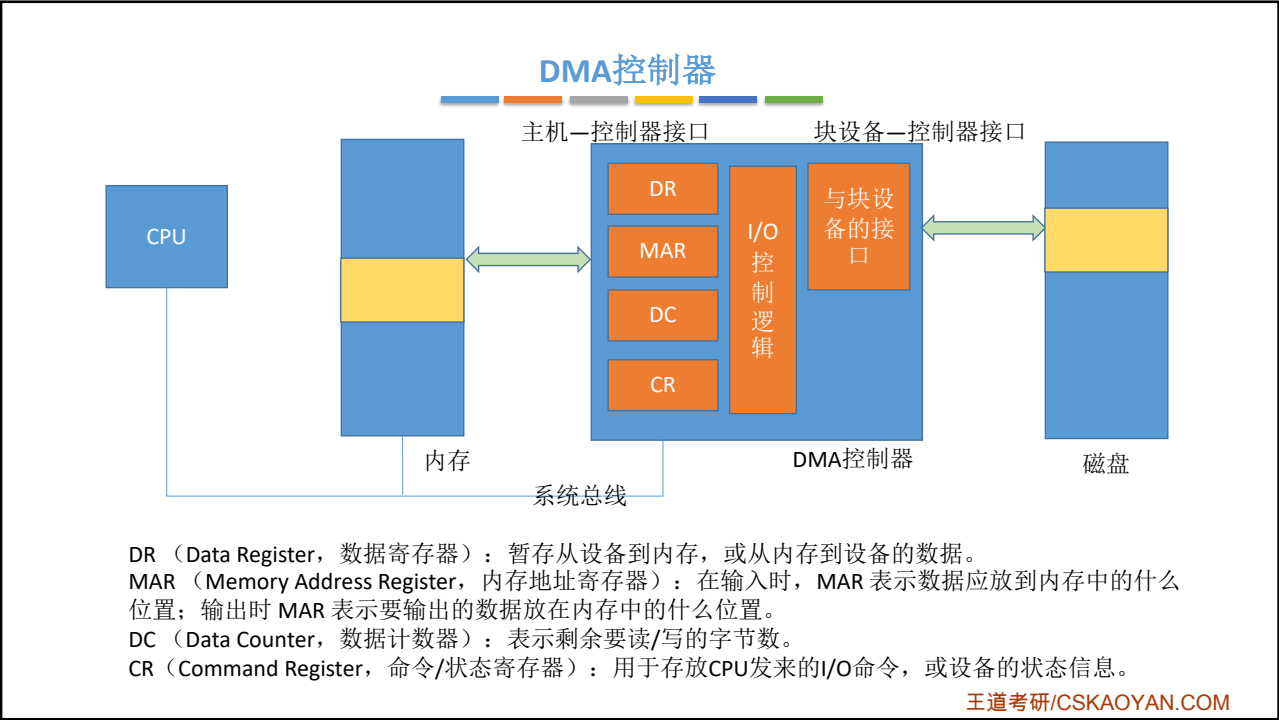 DMA控制器
主机—控制器接口
块设备—控制器接口
CPU
DR
MAR
DC
CR
I/O
控
制
逻
辑
与块设
备的接
口
内存
DMA控制器
磁盘
系统总线
DR （Data Register，数据寄存器）：暂存从设备到内存，或从内存到设备的数据。
MAR （Memory Address Register，内存地址寄存器）：在输入时，MAR 表示数据应放到内存中的什么
位置；输出时 MAR 表示要输出的数据放在内存中的什么位置。
DC （Data Counter，数据计数器）：表示剩余要读/写的字节数。
CR（Command Register，命令/状态寄存器）：用于存放CPU发来的I/O命令，或设备的状态信息。
王道考研/CSKAOYAN.COM